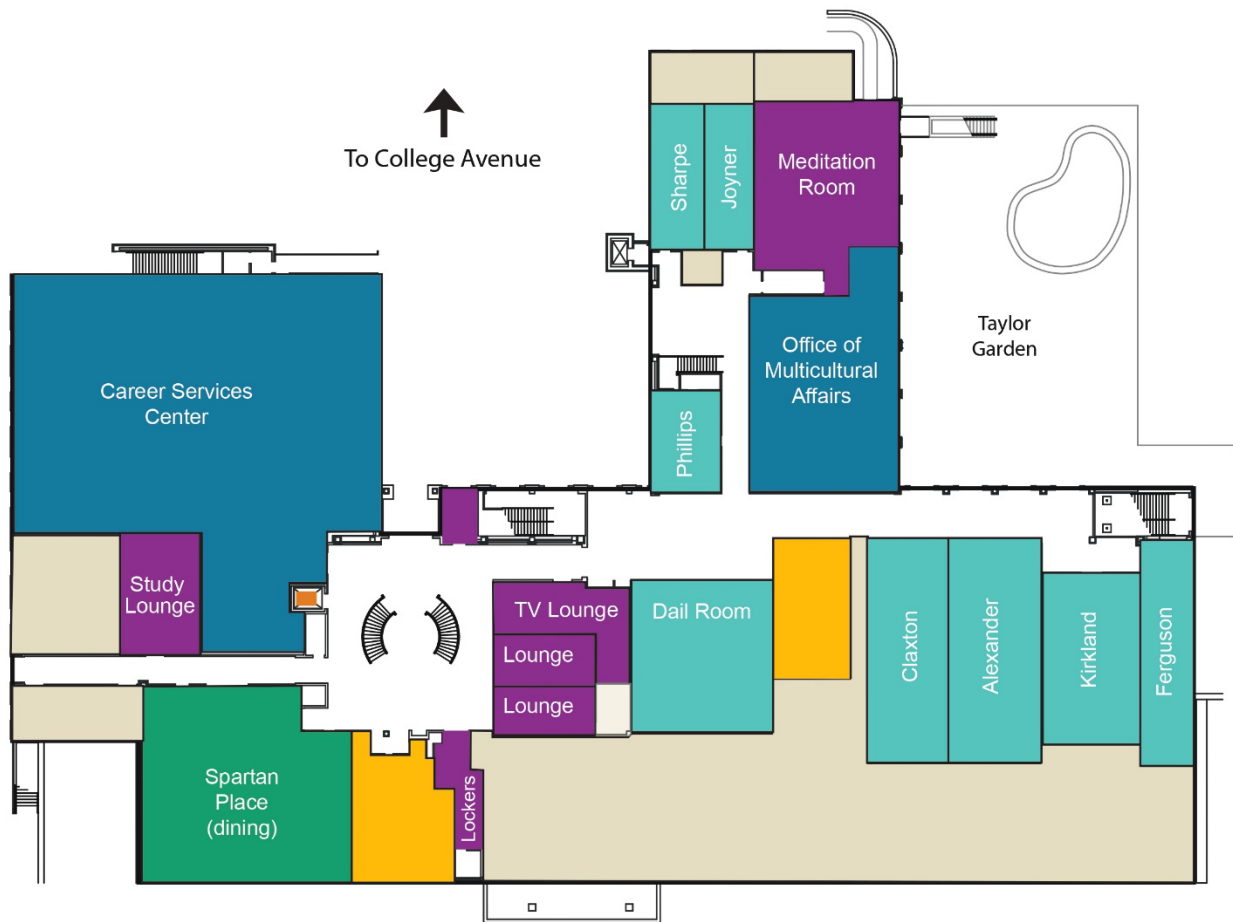 To College Avenue
Sharpe
Joyner
Meditation
Room
Taylor
Garden
Office of
Multicultural
Affairs
Career Services
Center
Phillips
Study
Lounge
TV Lounge
Lounge
Lounge
Dail Room
Claxton
Alexander
Kirkland
Ferguson
Spartan
Place
(dining)
Lockers